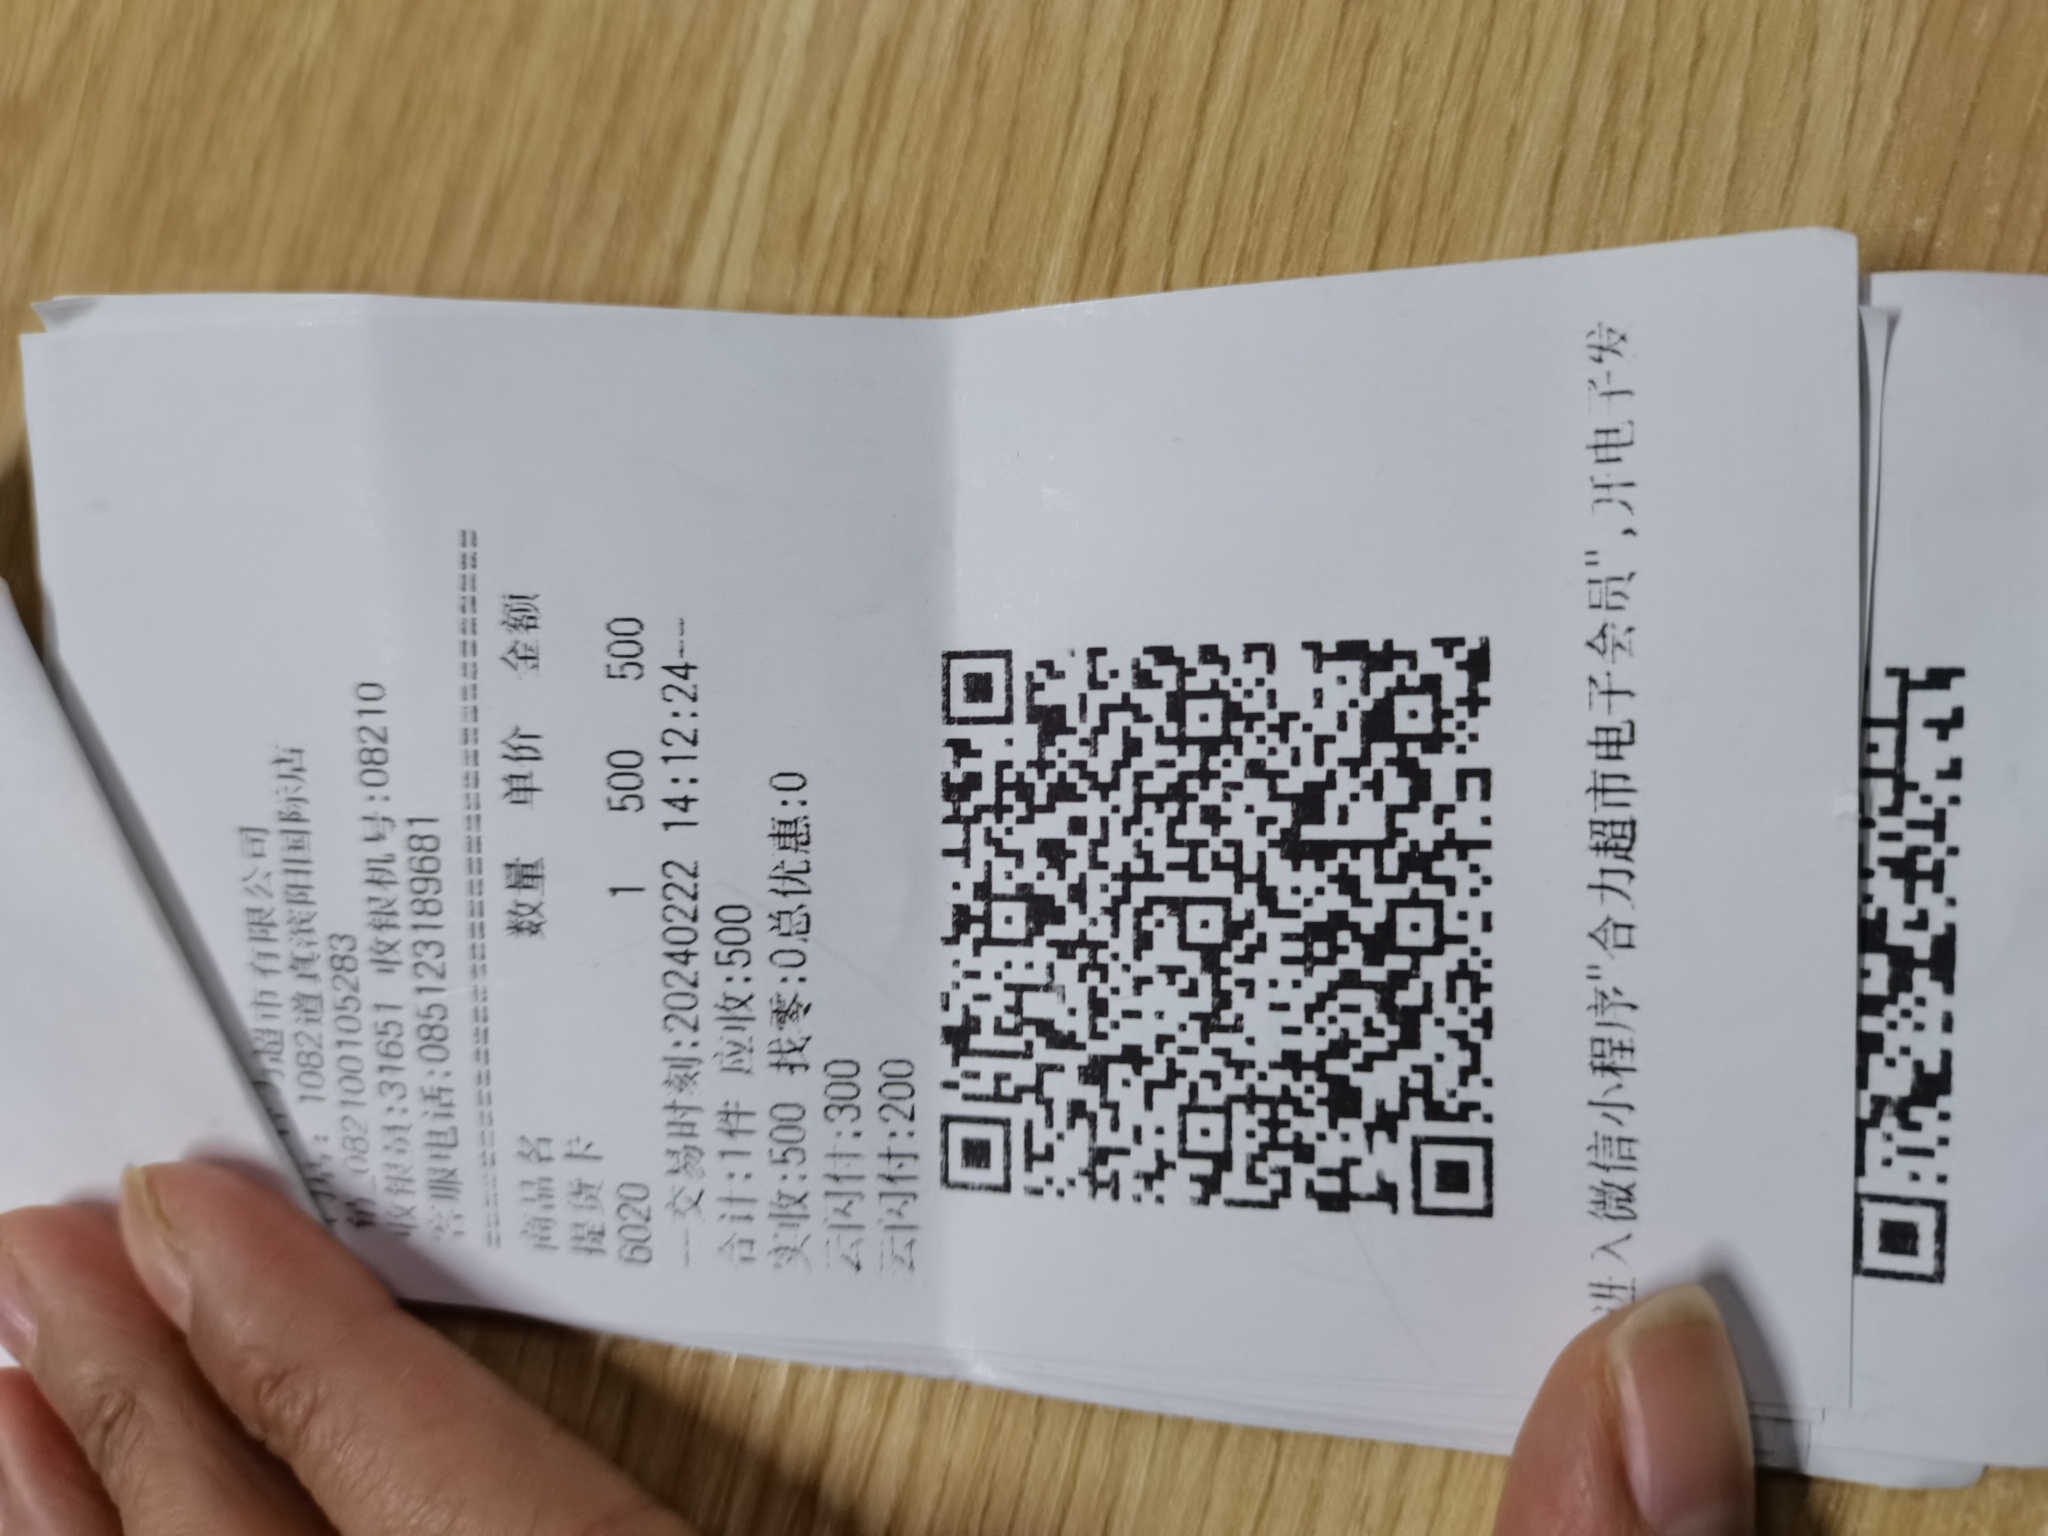 超市有限公司
1082道真溪阳国际店
0821001052​83
收银员:31651 收银机号:08210
客服电话:085123189681
================================
商品名 数量 单价 金额
提货卡
6020 1 500 500
--交易时刻:20240222 14:12:24--
合计:1件 应收:500
实收:500 找零:0总优惠:0
云闪付:300
云闪付:200
进入微信小程序"合力超市电子会员",开电子发